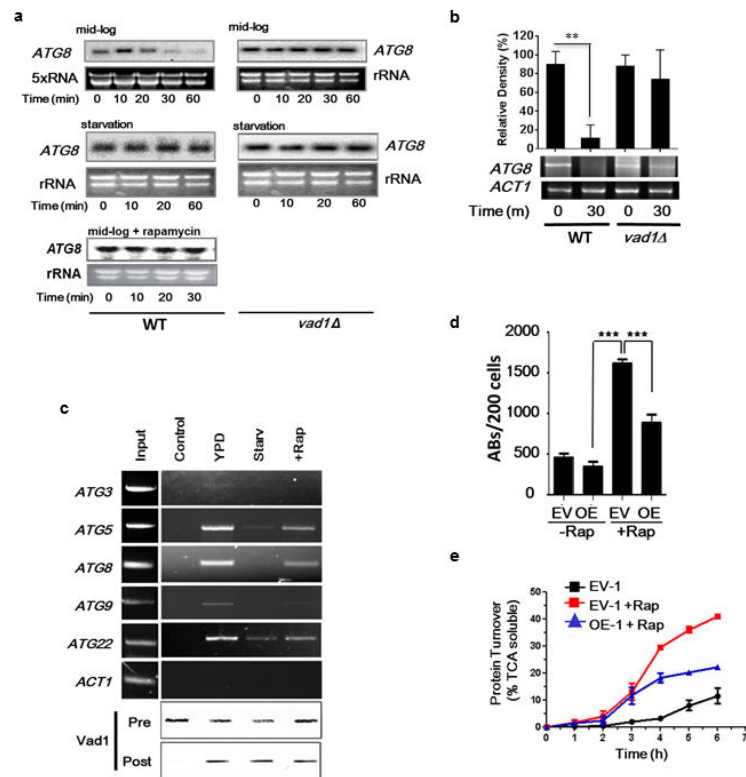 a
mid-log
ATG8
5xRNA
Time (min) 0 10 20 30 60
mid-log
ATG8
rRNA
0 10 20 30 60
starvation
ATG8
rRNA
Time (min) 0 10 20 60
starvation
ATG8
rRNA
0 10 20 60
mid-log + rapamycin
ATG8
rRNA
Time (min) 0 10 20 30
WT vad1Δ
b
**
Relative Density (%)
100
80
60
40
20
0
ATG8
ACT1
Time (m) 0 30 0 30
WT vad1Δ
c
Input Control YPD Starv +Rap
ATG3
ATG5
ATG8
ATG9
ATG22
ACT1
Vad1
Pre
Post
d
*** ***
ABs/200 cells
2000
1500
1000
500
0
EV OE EV OE
-Rap +Rap
e
EV-1
EV-1 +Rap
OE-1 + Rap
Protein Turnover
(% TCA soluble)
50
40
30
20
10
0
0 1 2 3 4 5 6 7
Time (h)